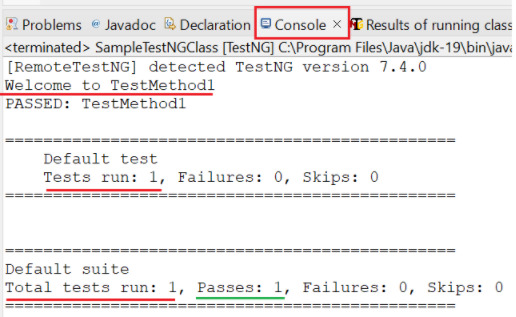 Problems Javadoc Declaration Console × Results of running class
<terminated> SampleTestNGClass [TestNG] C:\Program Files\Java\jdk-19\bin\java
[RemoteTestNG] detected TestNG version 7.4.0
Welcome to TestMethod1
PASSED: TestMethod1
===============================================
Default test
Tests run: 1, Failures: 0, Skips: 0
===============================================
===============================================
Default suite
Total tests run: 1, Passes: 1, Failures: 0, Skips: 0
===============================================